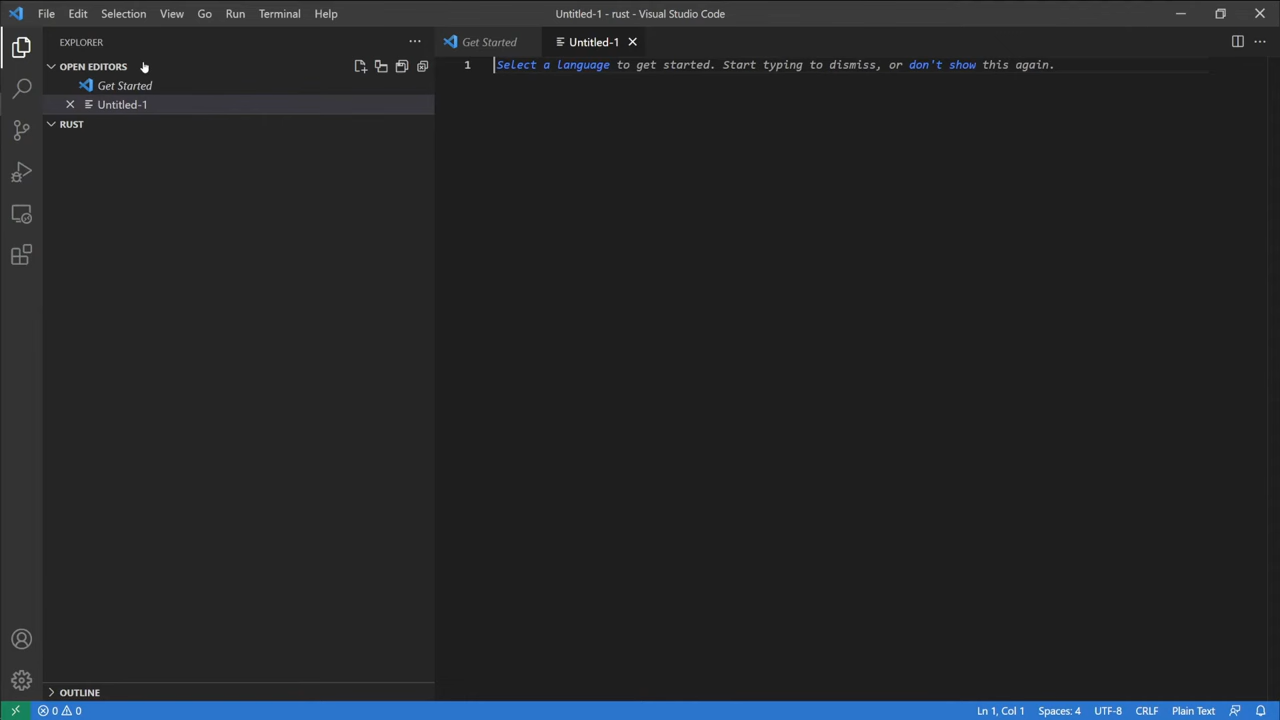 File Edit Selection View Go Run Terminal Help
Untitled-1 - rust - Visual Studio Code
EXPLORER
OPEN EDITORS
Get Started
Untitled-1
RUST
OUTLINE
Get Started
Untitled-1
1
Select a language to get started. Start typing to dismiss, or don't show this again.
0 0
Ln 1, Col 1
Spaces: 4
UTF-8
CRLF
Plain Text